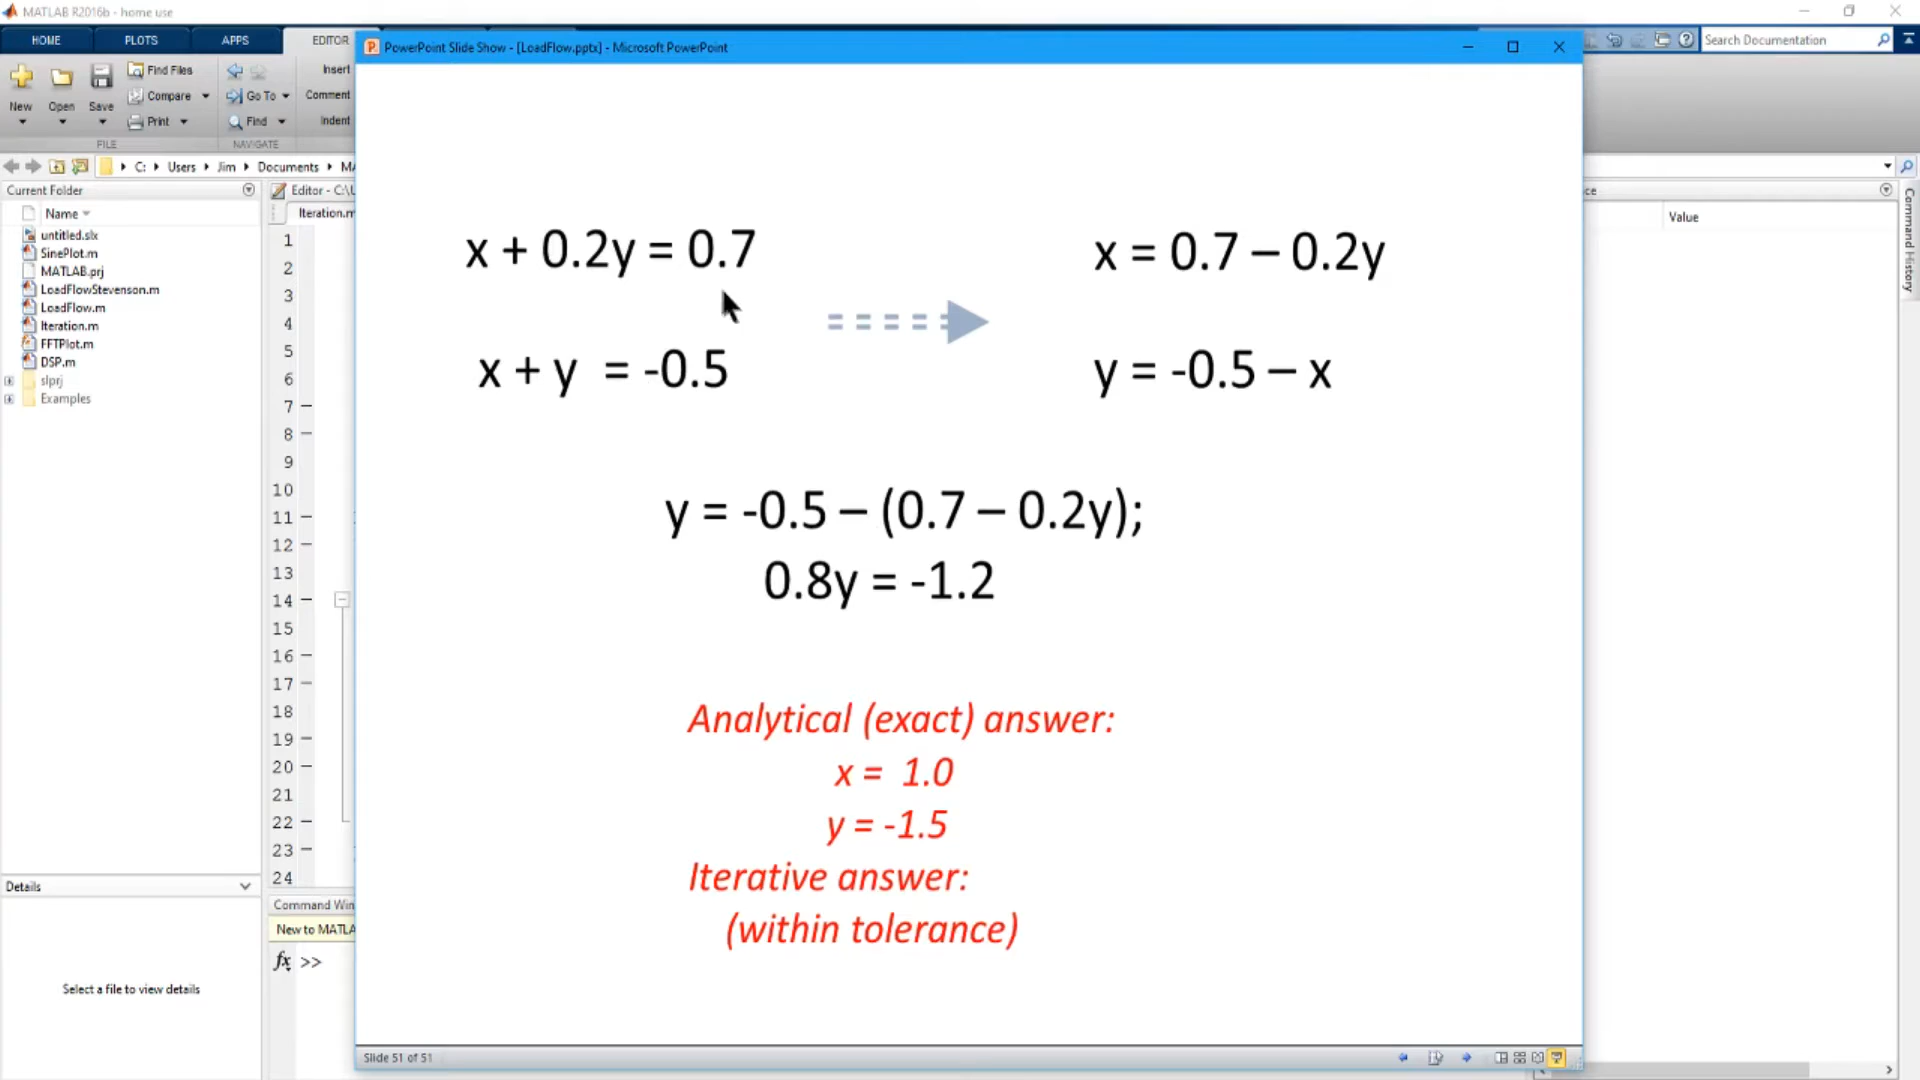 MATLAB R2016b - home use
HOME PLOTS APPS EDITOR
PowerPoint Slide Show - [LoadFlow.pptx] - Microsoft PowerPoint
Search Documentation
New
Open
Save
Find Files
Compare
Print
FILE
Go To
Find
NAVIGATE
Insert
Comment
Indent
C: Users Jim Documents
Current Folder
Name
untitled.slx
SinePlot.m
MATLAB.prj
LoadFlowStevenson.m
LoadFlow.m
Iteration.m
FFTPlot.m
DSP.m
slprj
Examples
Details
Select a file to view details
Editor - C:\U
Iteration.m
1
2
3
4
5
6
7
8
9
10
11
12
13
14
15
16
17
18
19
20
21
22
23
24
Command Win
New to MATLA
fx >>
x + 0.2y = 0.7
x = 0.7 – 0.2y
x + y = -0.5
y = -0.5 – x
y = -0.5 – (0.7 – 0.2y);
0.8y = -1.2
Analytical (exact) answer:
x = 1.0
y = -1.5
Iterative answer:
(within tolerance)
Slide 51 of 51
Value
Command History